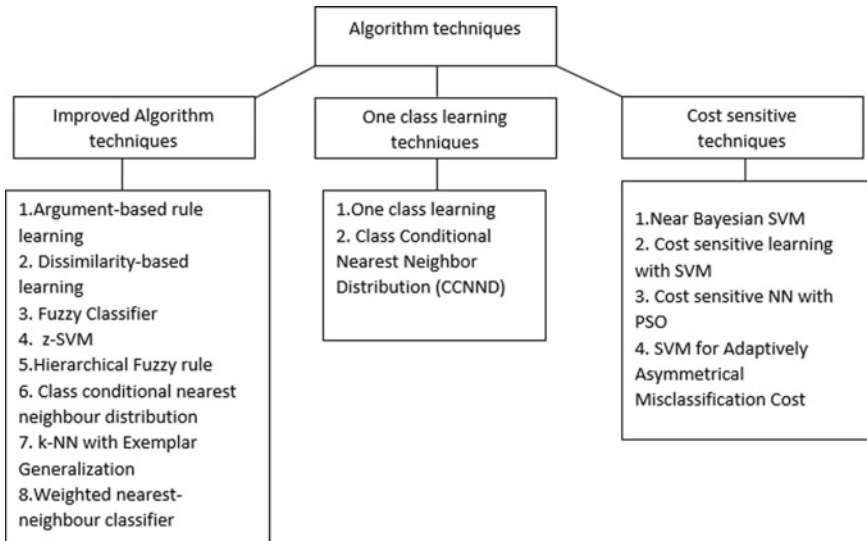 Algorithm techniques
Improved Algorithm
techniques
One class learning
techniques
Cost sensitive
techniques
1.Argument-based rule
learning
2. Dissimilarity-based
learning
3. Fuzzy Classifier
4. z-SVM
5.Hierarchical Fuzzy rule
6. Class conditional nearest
neighbour distribution
7. k-NN with Exemplar
Generalization
8.Weighted nearest-
neighbour classifier
1.One class learning
2. Class Conditional
Nearest Neighbor
Distribution (CCNND)
1.Near Bayesian SVM
2. Cost sensitive learning
with SVM
3. Cost sensitive NN with
PSO
4. SVM for Adaptively
Asymmetrical
Misclassification Cost